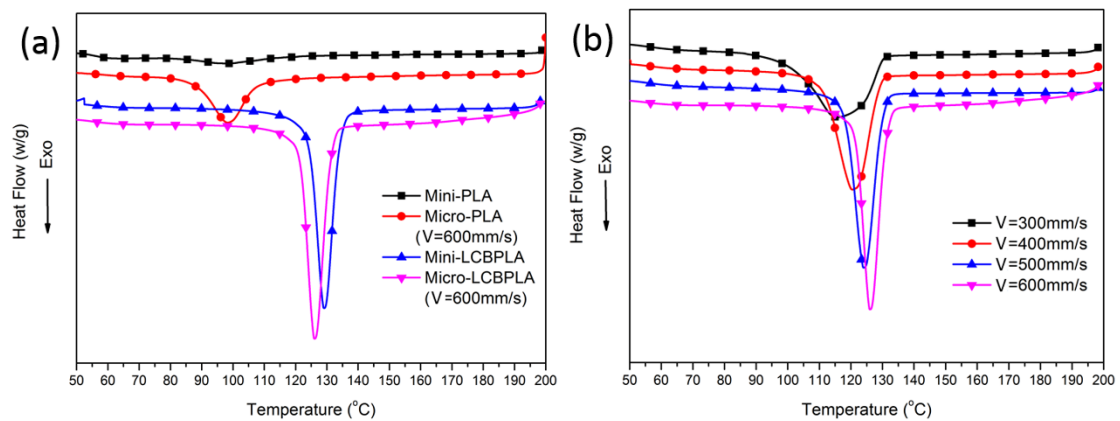 (a)
Heat Flow (w/g)
Exo
Mini-PLA
Micro-PLA
(V=600mm/s)
Mini-LCBPLA
Micro-LCBPLA
(V=600mm/s)
50 60 70 80 90 100 110 120 130 140 150 160 170 180 190 200
Temperature (°C)
(b)
Heat Flow (w/g)
Exo
V=300mm/s
V=400mm/s
V=500mm/s
V=600mm/s
50 60 70 80 90 100 110 120 130 140 150 160 170 180 190 200
Temperature (°C)